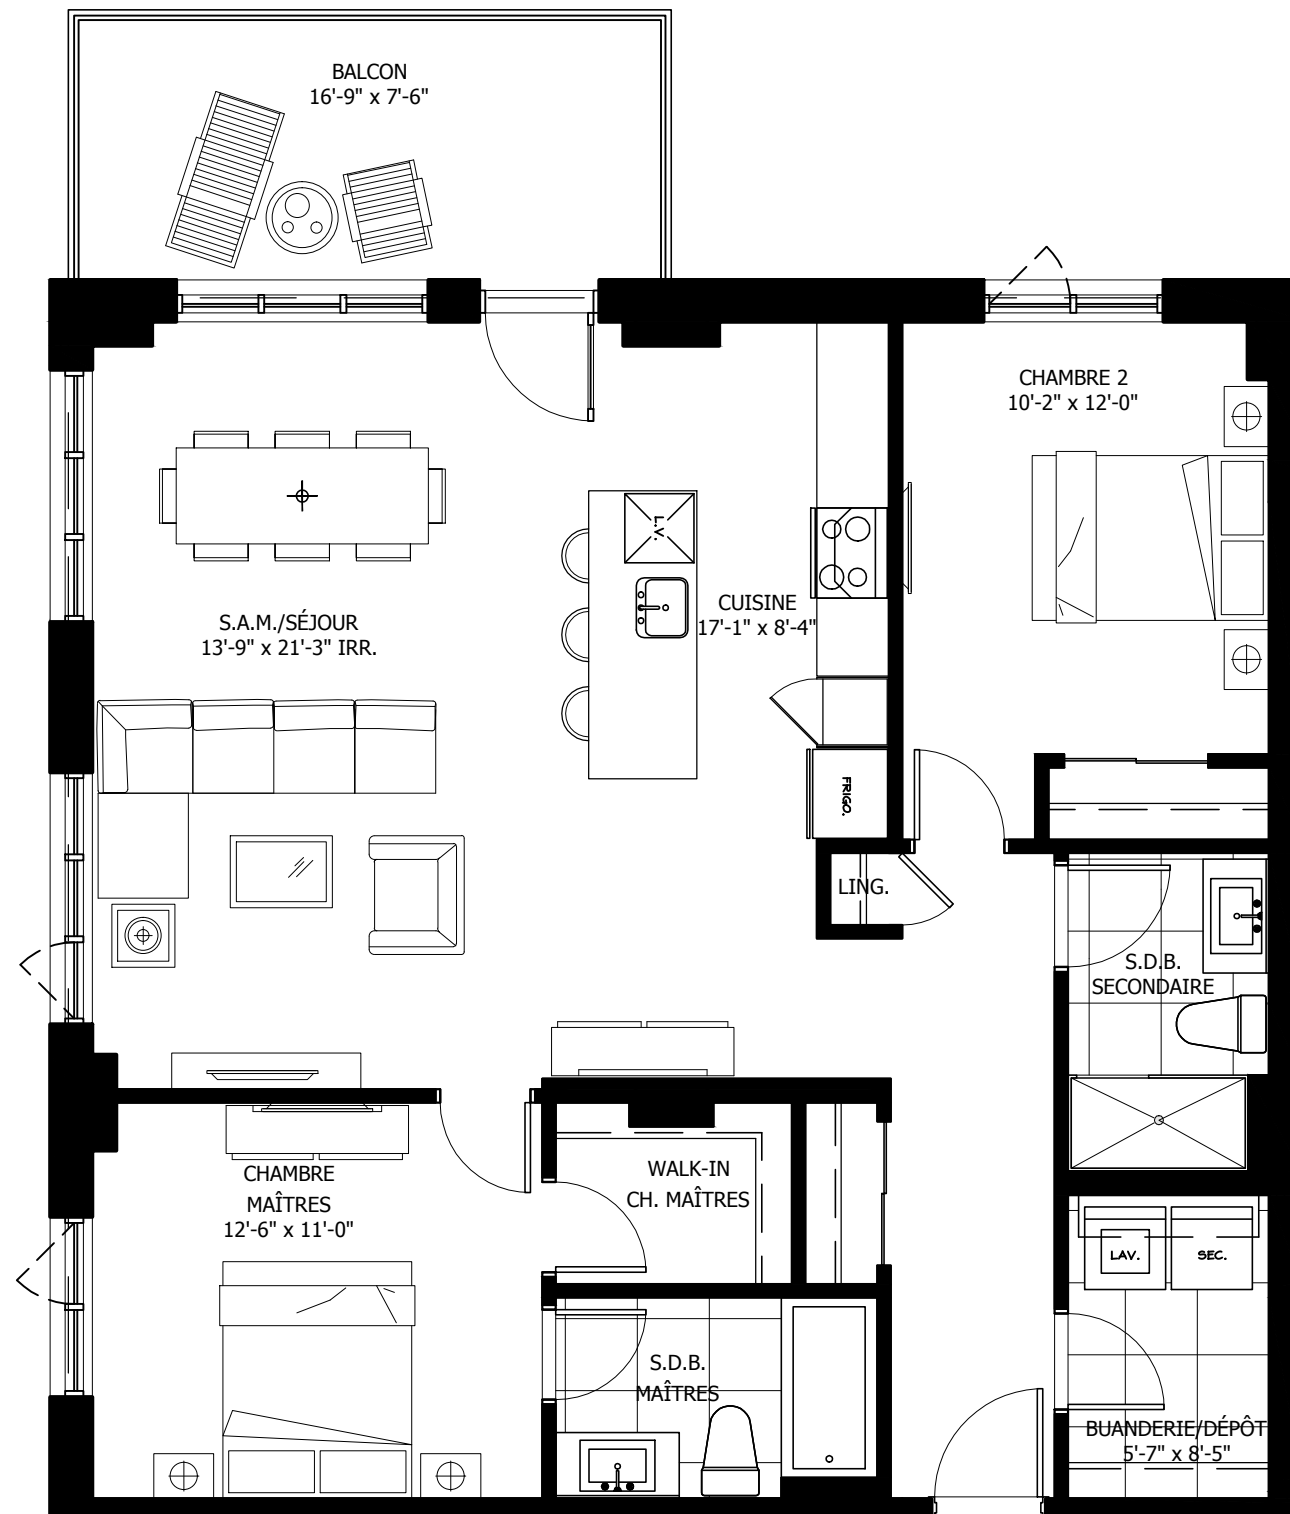 BALCON
16'-9" x 7'-6"
CHAMBRE 2
10'-2" x 12'-0"
L.V.
CUISINE
17'-1" x 8'-4"
S.A.M./SÉJOUR
13'-9" x 21'-3" IRR.
FRIGO.
LING.
S.D.B.
SECONDAIRE
CHAMBRE
MAÎTRES
12'-6" x 11'-0"
WALK-IN
CH. MAÎTRES
LAV.
SEC.
S.D.B.
MAÎTRES
BUANDERIE/DÉPÔT
5'-7" x 8'-5"